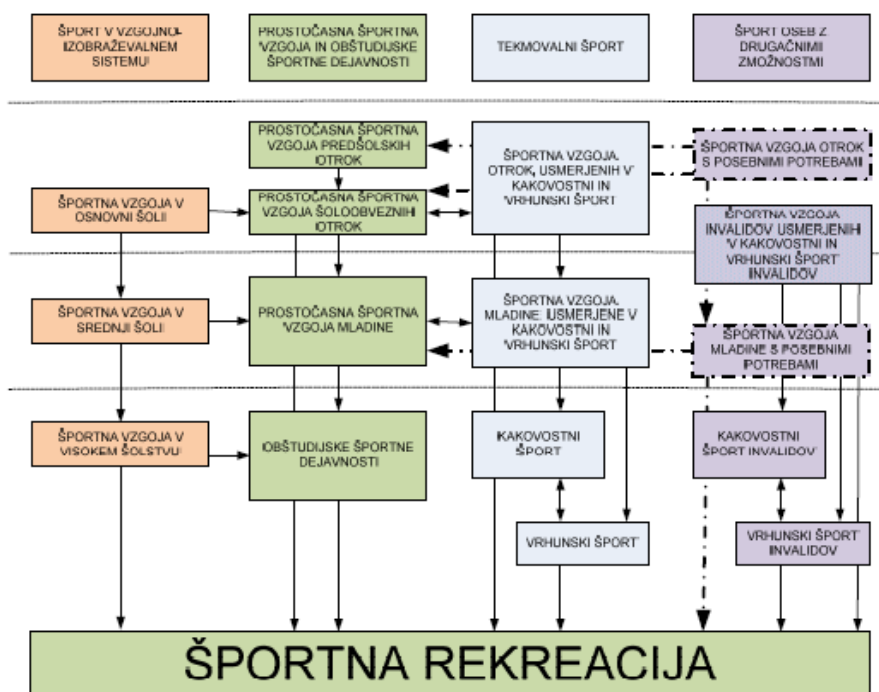 ŠPORT V VZGOJNO-
IZOBRAŽEVALNEM
SISTEMU
PROSTOČASNA ŠPORTNA
VZGOJA IN OBŠTUDIJSKE
ŠPORTNE DEJAVNOSTI
TEKMOVALNI ŠPORT
ŠPORT OSEB Z
DRUGAČNIMI
ZMOŽNOSTMI
PROSTOČASNA ŠPORTNA
VZGOJA PREDŠOLSKIH
OTROK
ŠPORTNA VZGOJA
OTROK, USMERJENIH V
KAKOVOSTNI IN
VRHUNSKI ŠPORT
ŠPORTNA VZGOJA OTROK
S POSEBNIMI POTREBAMI
ŠPORTNA VZGOJA V
OSNOVNI ŠOLI
PROSTOČASNA ŠPORTNA
VZGOJA ŠOLOOBVEZNIH
OTROK
ŠPORTNA VZGOJA
INVALIDOV USMERJENIH
V KAKOVOSTNI IN
VRHUNSKI ŠPORT
INVALIDOV
ŠPORTNA VZGOJA V
SREDNJI ŠOLI
PROSTOČASNA ŠPORTNA
VZGOJA MLADINE
ŠPORTNA VZGOJA
MLADINE USMERJENE V
KAKOVOSTNI IN
VRHUNSKI ŠPORT
ŠPORTNA VZGOJA
MLADINE S POSEBNIMI
POTREBAMI
ŠPORTNA VZGOJA V
VISOKEM ŠOLSTVU
OBŠTUDIJSKE ŠPORTNE
DEJAVNOSTI
KAKOVOSTNI
ŠPORT
KAKOVOSTNI
ŠPORT INVALIDOV
VRHUNSKI ŠPORT
VRHUNSKI ŠPORT
INVALIDOV
ŠPORTNA REKREACIJA